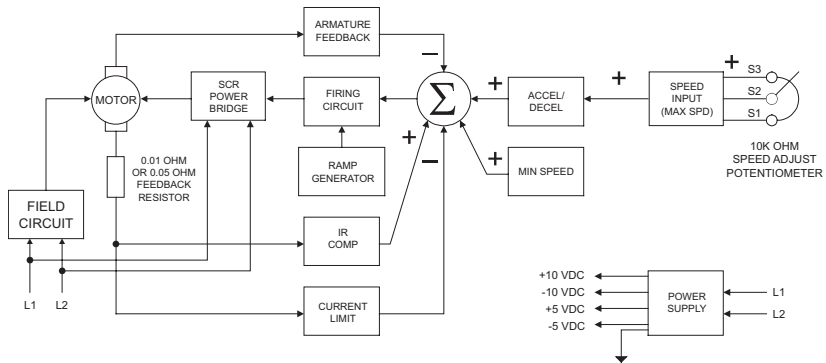 ARMATURE
FEEDBACK
−
MOTOR
SCR
POWER
BRIDGE
FIRING
CIRCUIT
Σ
+
ACCEL/
DECEL
+
SPEED
INPUT
(MAX SPD)
+
S3
S2
S1
10K OHM
SPEED ADJUST
POTENTIOMETER
0.01 OHM
OR 0.05 OHM
FEEDBACK
RESISTOR
RAMP
GENERATOR
+
−
+
MIN SPEED
FIELD
CIRCUIT
IR
COMP
L1
L2
CURRENT
LIMIT
+10 VDC
-10 VDC
+5 VDC
-5 VDC
POWER
SUPPLY
L1
L2